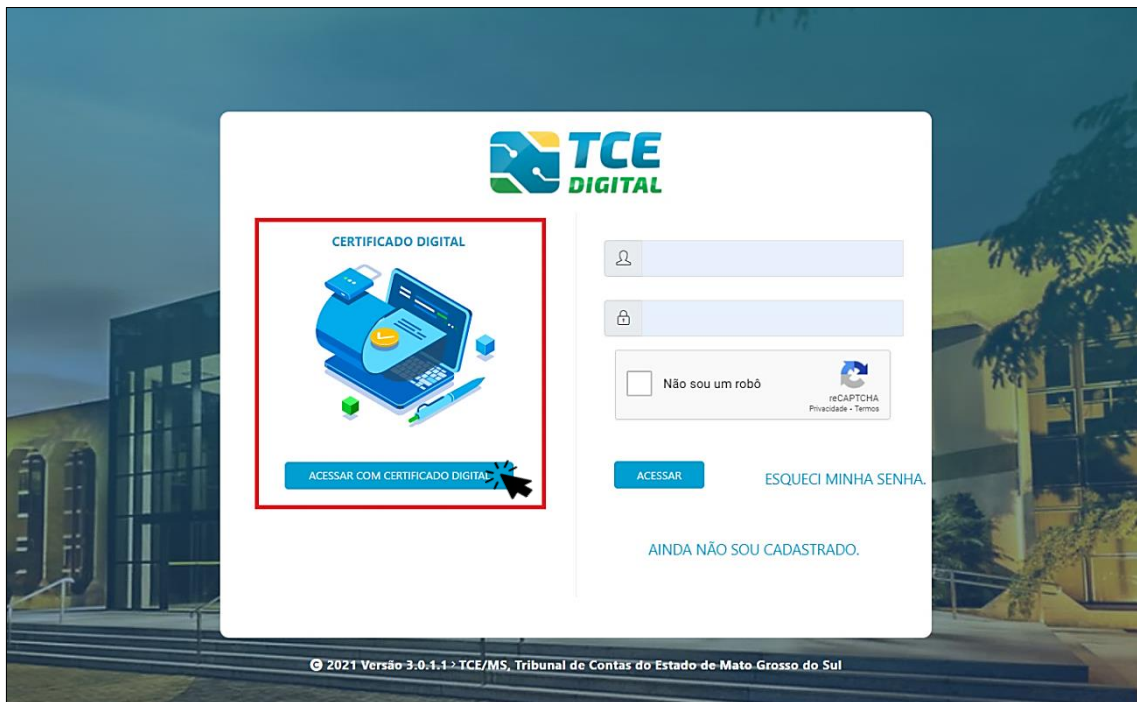 TCE
DIGITAL
CERTIFICADO DIGITAL
ACESSAR COM CERTIFICADO DIGITAL
Não sou um robô
reCAPTCHA
Privacidade - Termos
ACESSAR
ESQUECI MINHA SENHA.
AINDA NÃO SOU CADASTRADO.
© 2021 Versão 3.0.1.1 > TCE/MS, Tribunal de Contas do Estado de Mato Grosso do Sul